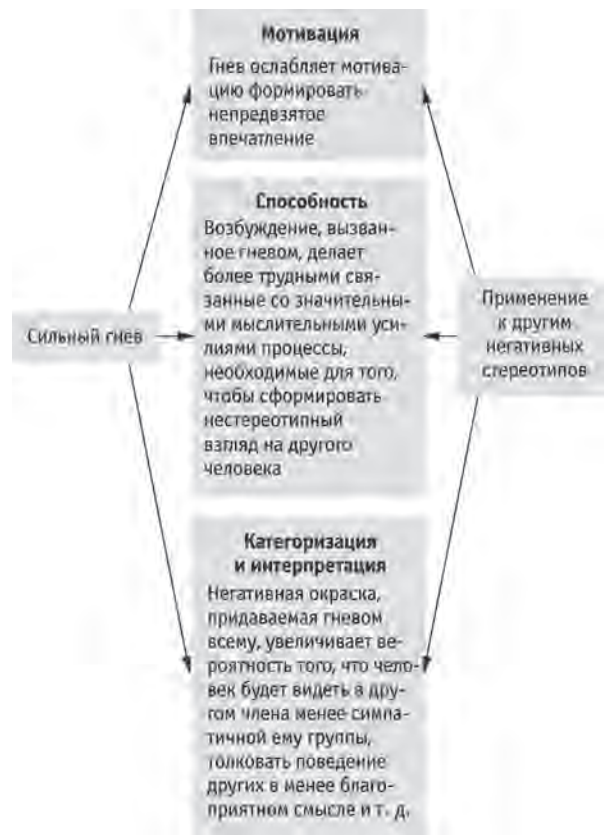 Мотивация
Гнев ослабляет мотива-
цию формировать
непредвзятое
впечатление
Способность
Возбуждение, вызван-
ное гневом, делает
более трудными свя-
занные со значительны-
ми мыслительными уси-
лиями процессы,
необходимые для того,
чтобы сформировать
нестереотипный
взгляд на другого
человека
Сильный гнев
Применение
к другим
негативных
стереотипов
Категоризация
и интерпретация
Негативная окраска,
придаваемая гневом
всему, увеличивает ве-
роятность того, что чело-
век будет видеть в дру-
гом члена менее симпа-
тичной ему группы,
толковать поведение
других в менее благо-
приятном смысле и т. д.